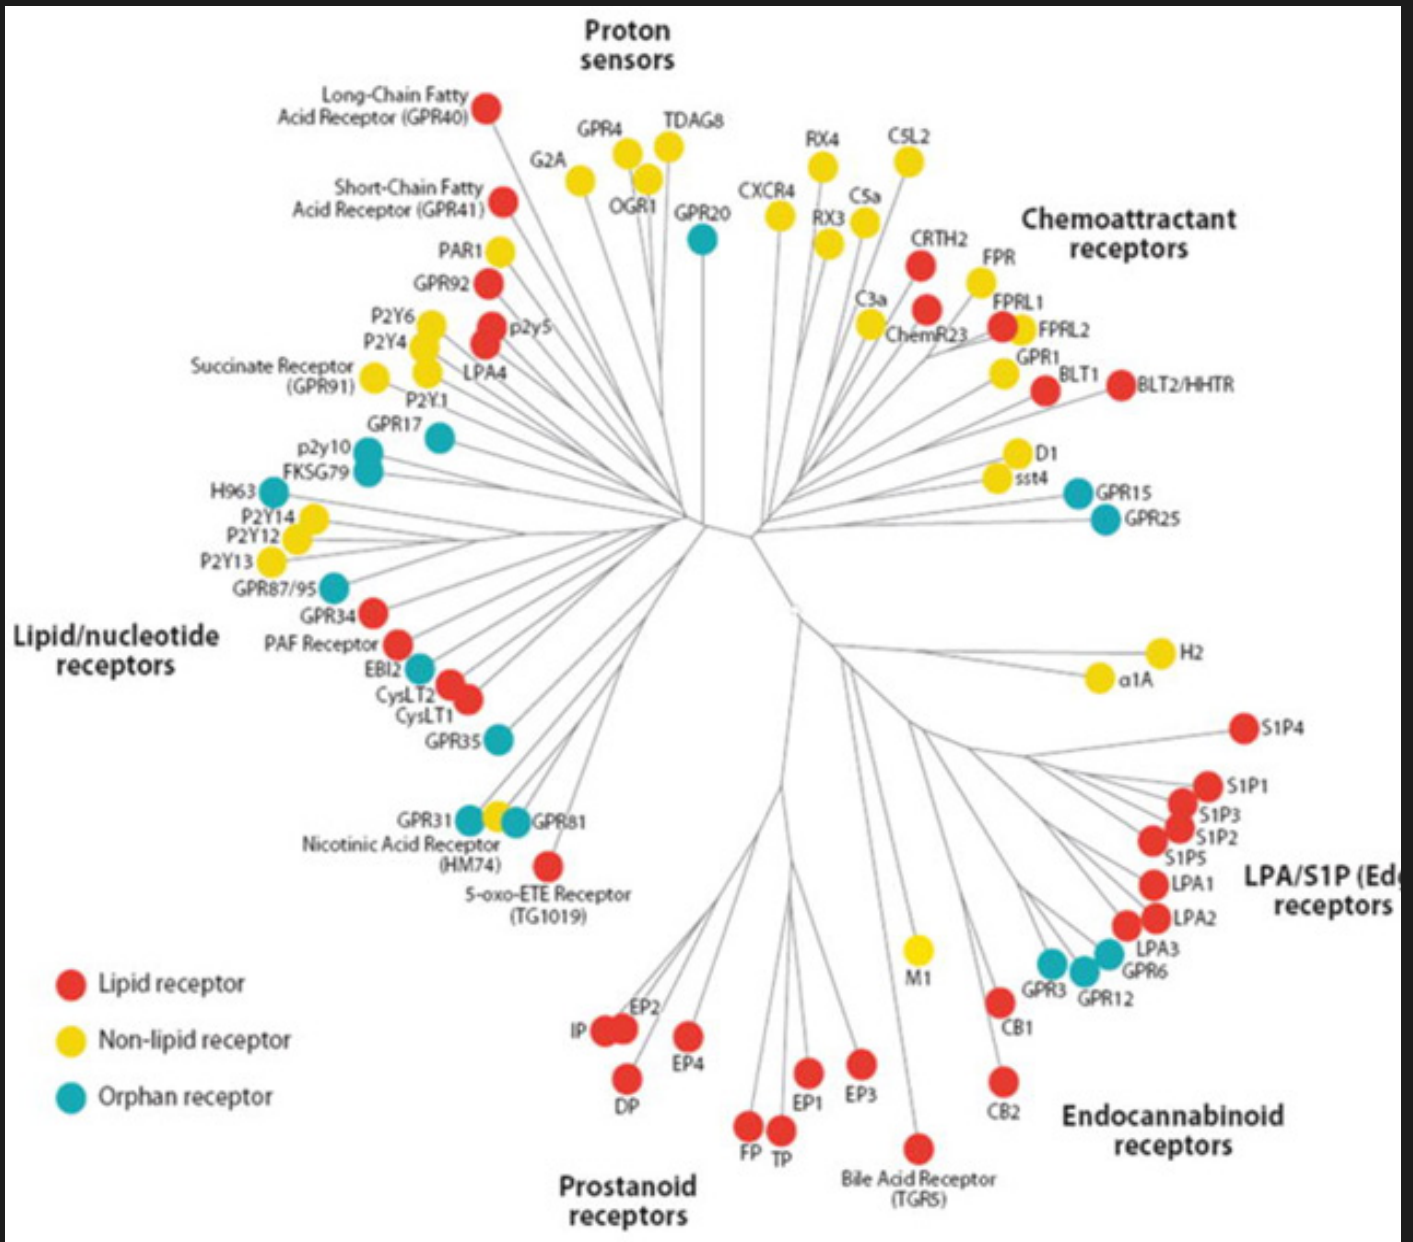 Proton
sensors
Long-Chain Fatty
Acid Receptor (GPR40)
GPR4
TDAG8
G2A
OGR1
GPR20
RX4
C5L2
CXCR4
C5a
RX3
Short-Chain Fatty
Acid Receptor (GPR41)
Chemoattractant
receptors
CRTH2
FPR
PAR1
GPR92
C3a
ChemR23
FPRL1
FPRL2
P2Y6
p2y5
P2Y4
LPA4
Succinate Receptor
(GPR91)
P2Y1
GPR1
BLT1
BLT2/HHTR
GPR17
p2y10
FKSG79
D1
sst4
H963
GPR15
P2Y14
GPR25
P2Y12
P2Y13
GPR87/95
GPR34
Lipid/nucleotide
receptors
PAF Receptor
EBI2
CysLT2
CysLT1
GPR35
H2
α1A
S1P4
S1P1
S1P3
S1P2
S1P5
GPR31
GPR81
Nicotinic Acid Receptor
(HM74)
5-oxo-ETE Receptor
(TG1019)
LPA/S1P (Edg
receptors
LPA1
LPA2
LPA3
GPR6
GPR3
GPR12
M1
Lipid receptor
Non-lipid receptor
Orphan receptor
IP
EP2
EP4
DP
FP
TP
EP1
EP3
CB1
CB2
Endocannabinoid
receptors
Bile Acid Receptor
(TGR5)
Prostanoid
receptors